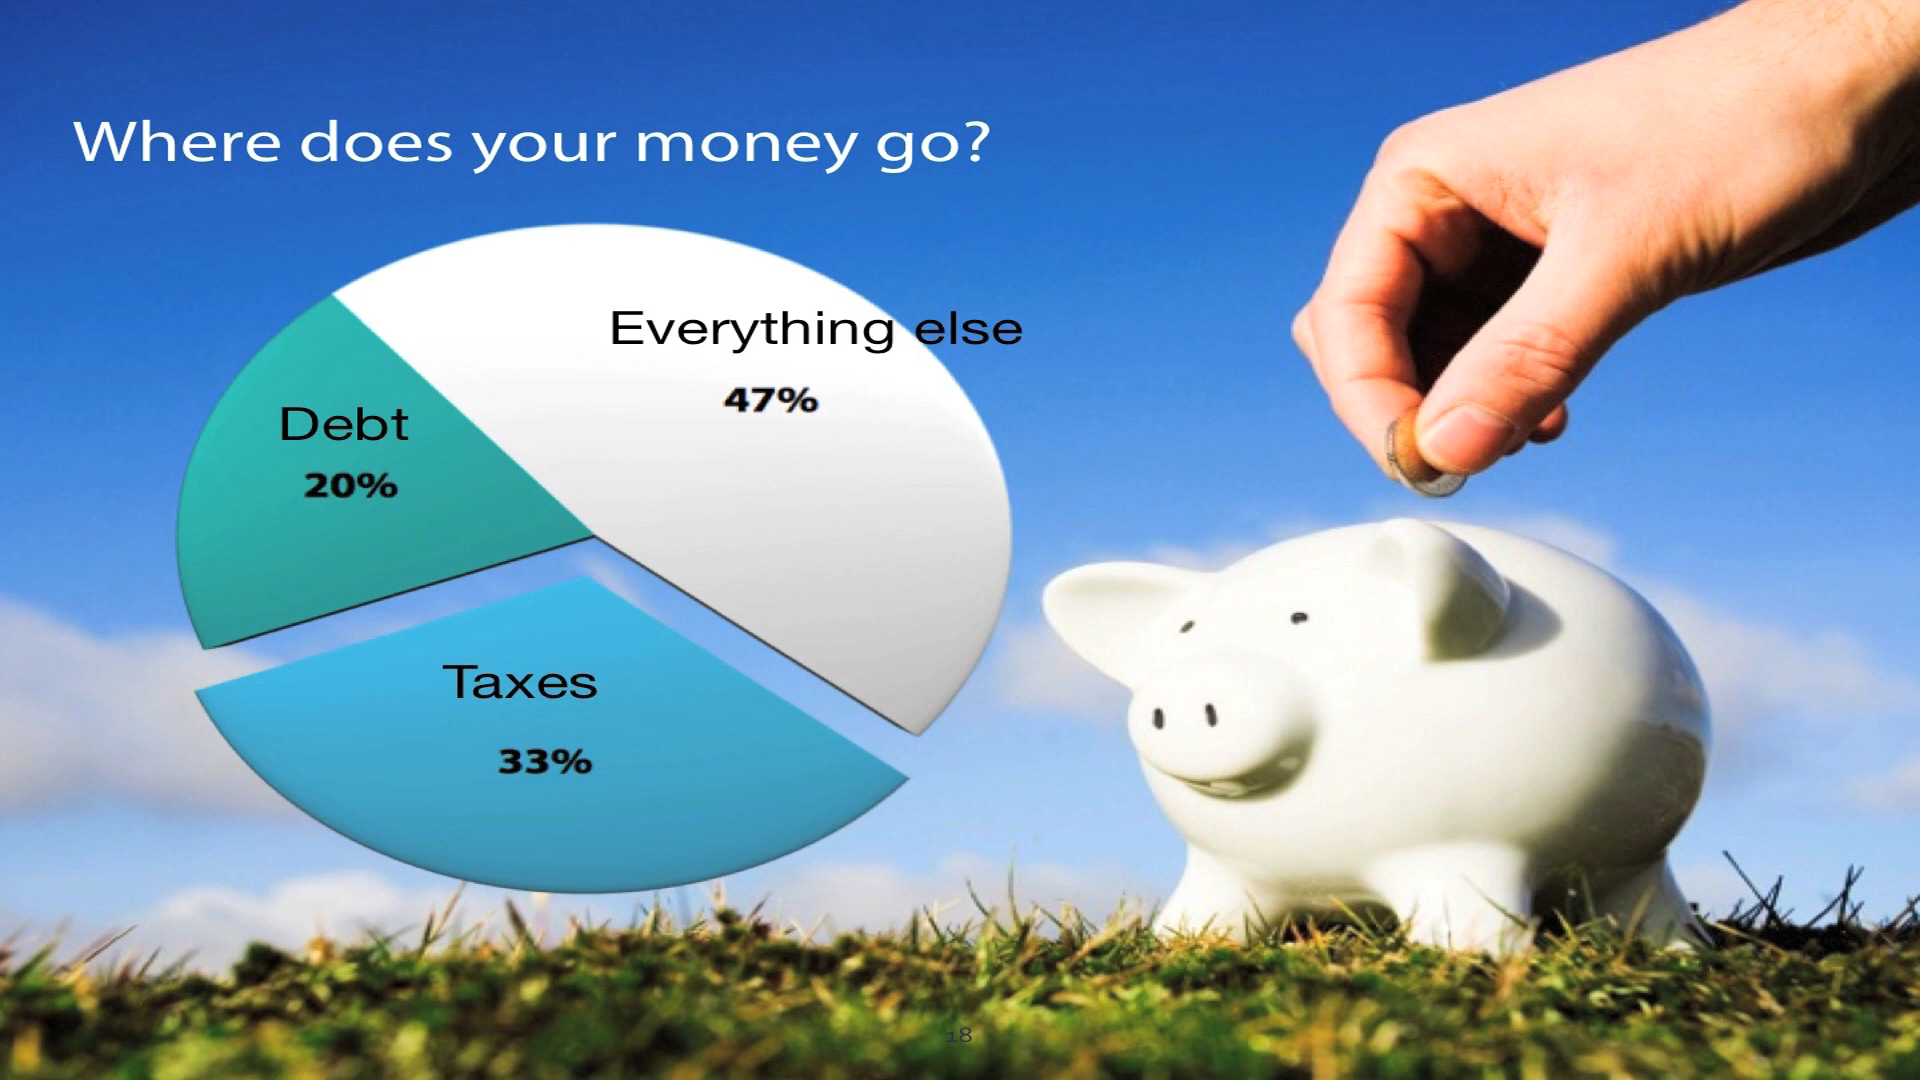 Where does your money go?
Everything else
47%
Debt
20%
Taxes
33%
18